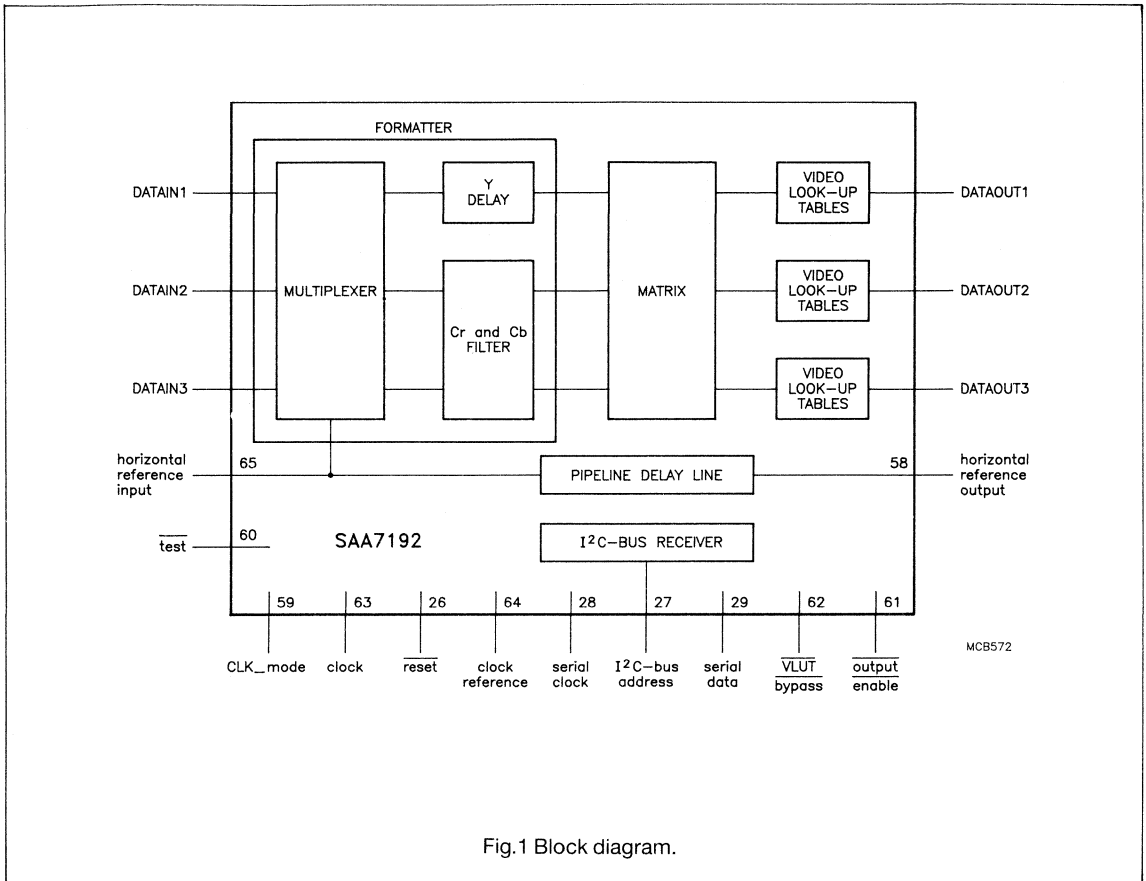 FORMATTER
DATAIN1
DATAIN2
DATAIN3
MULTIPLEXER
Y
DELAY
Cr and Cb
FILTER
MATRIX
VIDEO
LOOK-UP
TABLES
DATAOUT1
VIDEO
LOOK-UP
TABLES
DATAOUT2
VIDEO
LOOK-UP
TABLES
DATAOUT3
horizontal
reference
input
65
PIPELINE DELAY LINE
58
horizontal
reference
output
test
60
SAA7192
I²C-BUS RECEIVER
59
63
26
64
28
27
29
62
61
CLK_mode
clock
reset
clock
reference
serial
clock
I²C-bus
address
serial
data
VLUT
bypass
output
enable
MCB572
Fig.1 Block diagram.